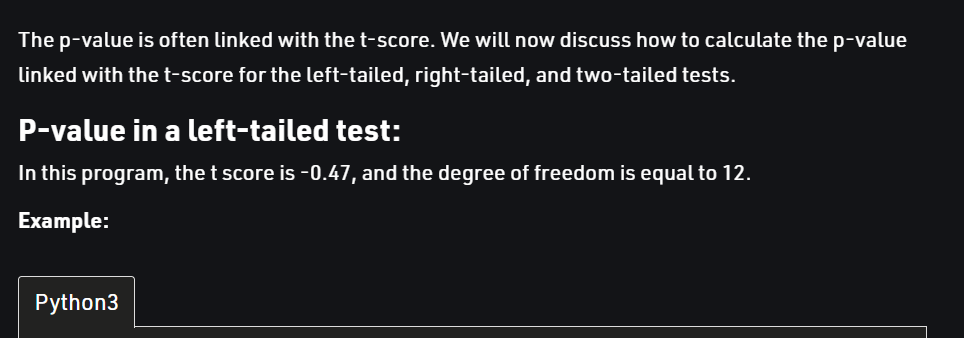 The p-value is often linked with the t-score. We will now discuss how to calculate the p-value
linked with the t-score for the left-tailed, right-tailed, and two-tailed tests.
P-value in a left-tailed test:
In this program, the t score is -0.47, and the degree of freedom is equal to 12.
Example:
Python3